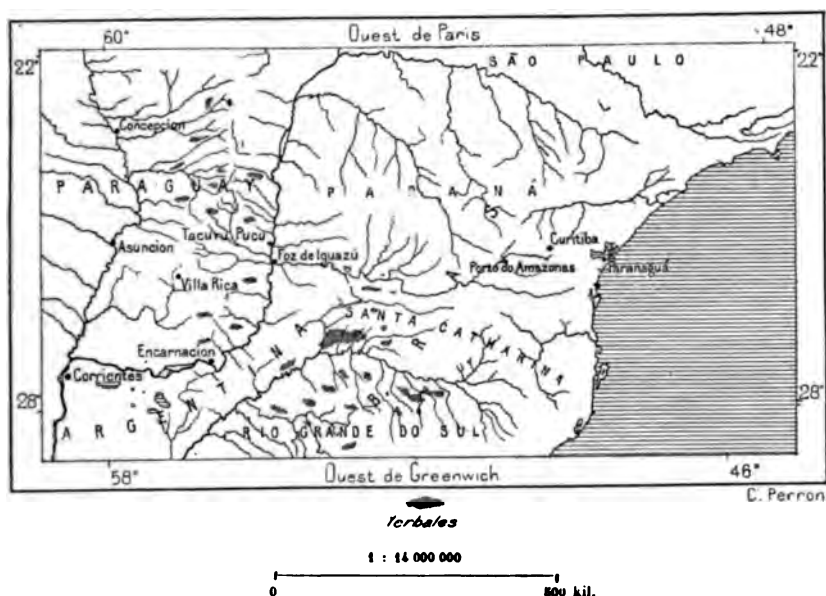 60° Ouest de Paris 48°
22° 22°
SÃO PAULO
Concepcion
PARAGUAY
PARANÁ
Tacurú Pucú
Curitiba
Asuncion
Foz de Iguazú
Porto do Amazonas
Paranaguá
Villa Rica
SANTA CATHARINA
Encarnacion
Corrientes
28° 28°
ARGENTINA
BRASIL
RIO GRANDE DO SUL
58° Ouest de Greenwich 46°
C. Perron
Yerbales
1 : 14 000 000
0 500 kil.